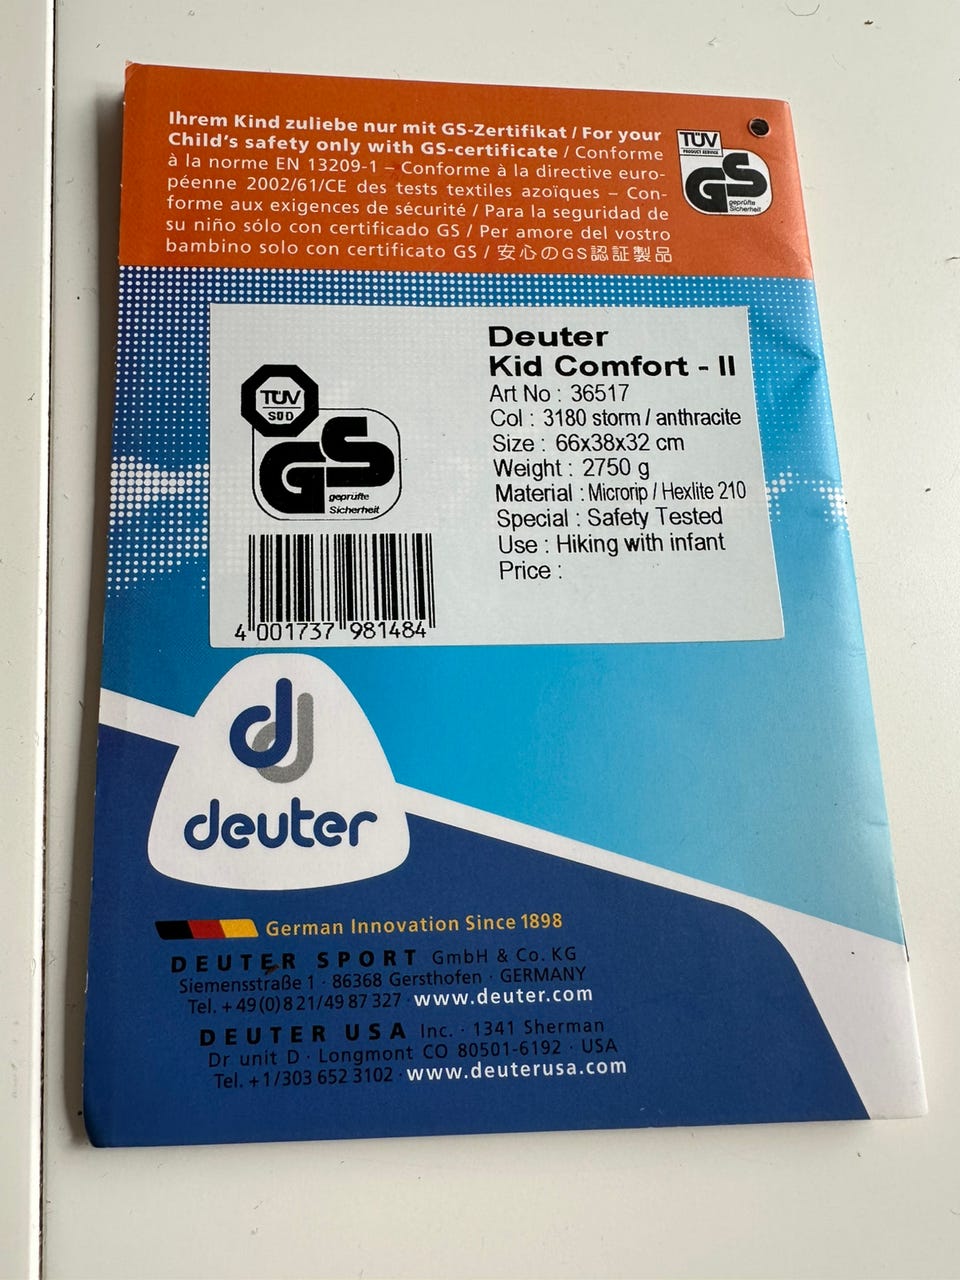 Ihrem Kind zuliebe nur mit GS-Zertifikat / For your
Child's safety only with GS-certificate / Conforme
à la norme EN 13209-1 – Conforme à la directive euro-
péenne 2002/61/CE des tests textiles azoïques – Con-
forme aux exigences de sécurité / Para la seguridad de
su niño sólo con certificado GS / Per amore del vostro
bambino solo con certificato GS / 安心のGS認証製品
TÜV
PRODUCT SERVICE
GS
geprüfte
Sicherheit
Deuter
Kid Comfort - II
Art No : 36517
Col : 3180 storm / anthracite
Size : 66x38x32 cm
Weight : 2750 g
Material : Microrip / Hexlite 210
Special : Safety Tested
Use : Hiking with infant
Price :
TÜV
SÜD
GS
geprüfte
Sicherheit
4 001737 981484
deuter
German Innovation Since 1898
DEUTER SPORT GmbH & Co. KG
Siemensstraße 1 · 86368 Gersthofen · GERMANY
Tel. +49(0)821/4987327 · www.deuter.com
DEUTER USA Inc. · 1341 Sherman
Dr unit D · Longmont CO 80501-6192 · USA
Tel. +1/303 652 3102 · www.deuterusa.com